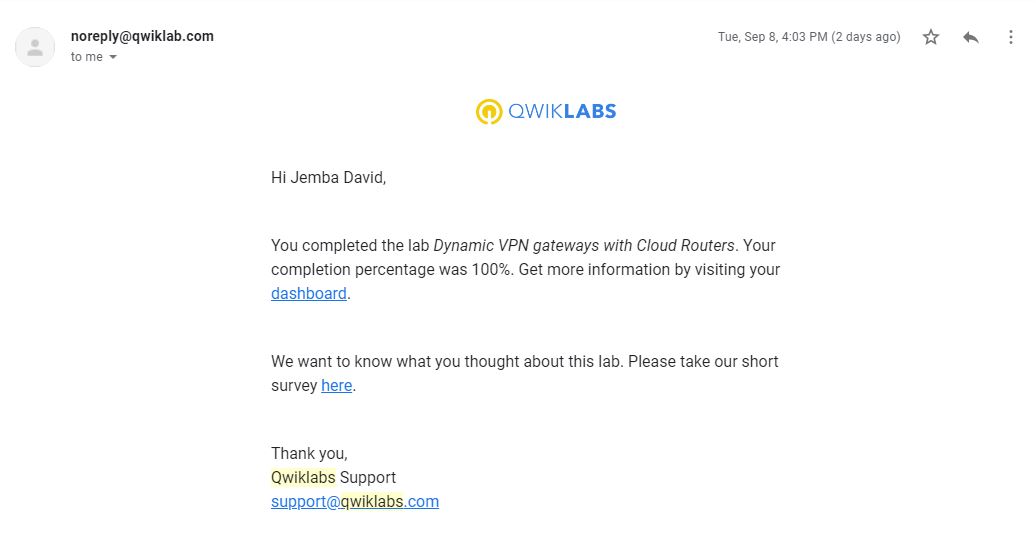 noreply@qwiklab.com
Tue, Sep 8, 4:03 PM (2 days ago)
to me
QWIKLABS
Hi Jemba David,
You completed the lab Dynamic VPN gateways with Cloud Routers. Your
completion percentage was 100%. Get more information by visiting your
dashboard.
We want to know what you thought about this lab. Please take our short
survey here.
Thank you,
Qwiklabs Support
support@qwiklabs.com